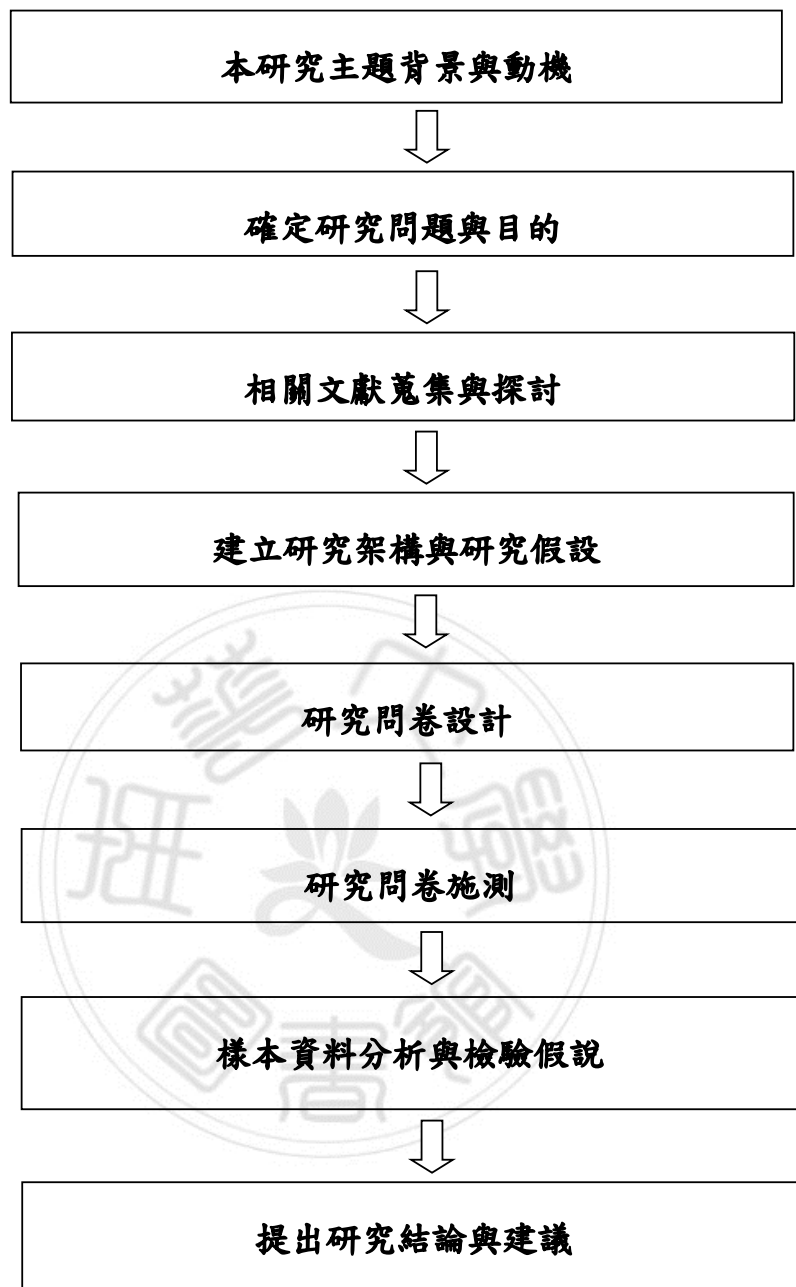 本研究主題背景與動機
確定研究問題與目的
相關文獻蒐集與探討
建立研究架構與研究假設
研究問卷設計
研究問卷施測
樣本資料分析與檢驗假說
提出研究結論與建議